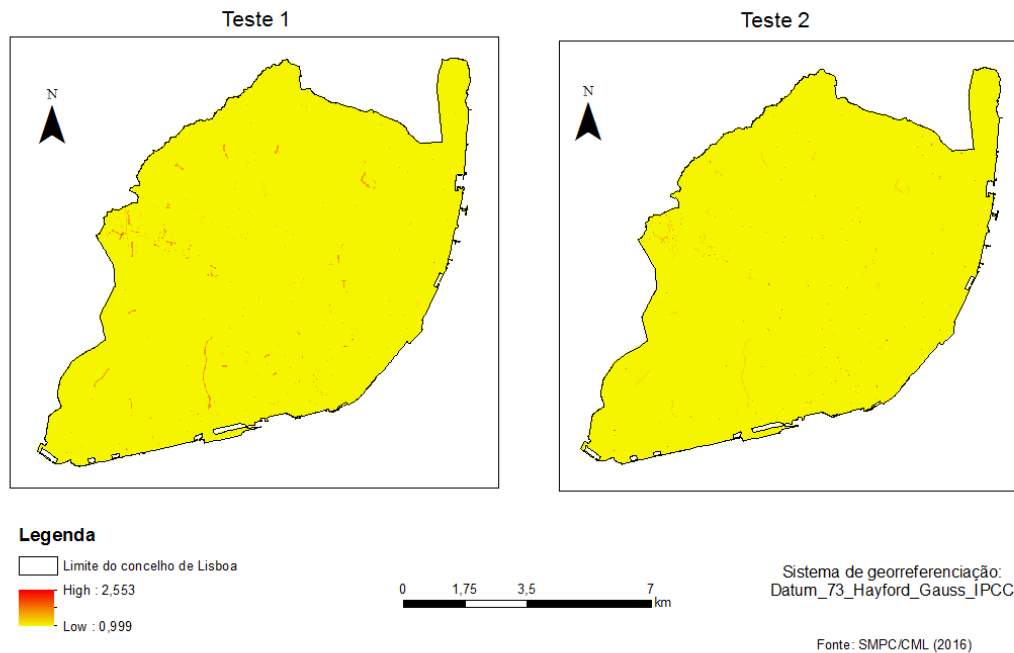 Teste 1
Teste 2
N
N
Legenda
Limite do concelho de Lisboa
High : 2,553
Low : 0,999
0 1,75 3,5 7
km
Sistema de georreferenciação:
Datum_73_Hayford_Gauss_IPCC
Fonte: SMPC/CML (2016)